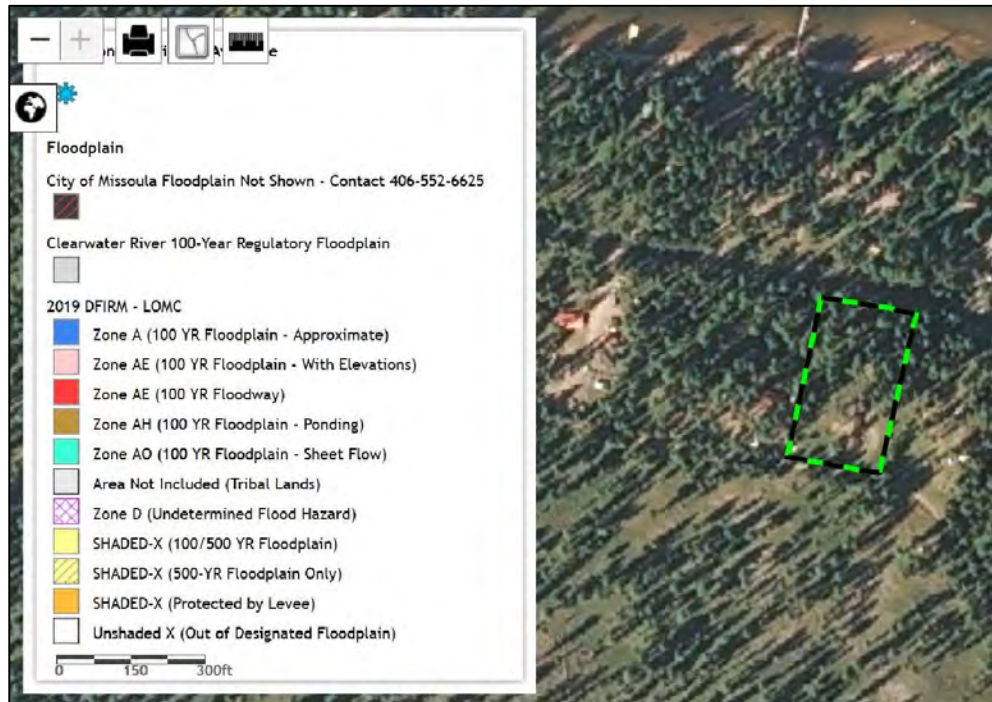 Floodplain
City of Missoula Floodplain Not Shown - Contact 406-552-6625
Clearwater River 100-Year Regulatory Floodplain
2019 DFIRM - LOMC
Zone A (100 YR Floodplain - Approximate)
Zone AE (100 YR Floodplain - With Elevations)
Zone AE (100 YR Floodway)
Zone AH (100 YR Floodplain - Ponding)
Zone AO (100 YR Floodplain - Sheet Flow)
Area Not Included (Tribal Lands)
Zone D (Undetermined Flood Hazard)
SHADED-X (100/500 YR Floodplain)
SHADED-X (500-YR Floodplain Only)
SHADED-X (Protected by Levee)
Unshaded X (Out of Designated Floodplain)
0 150 300ft